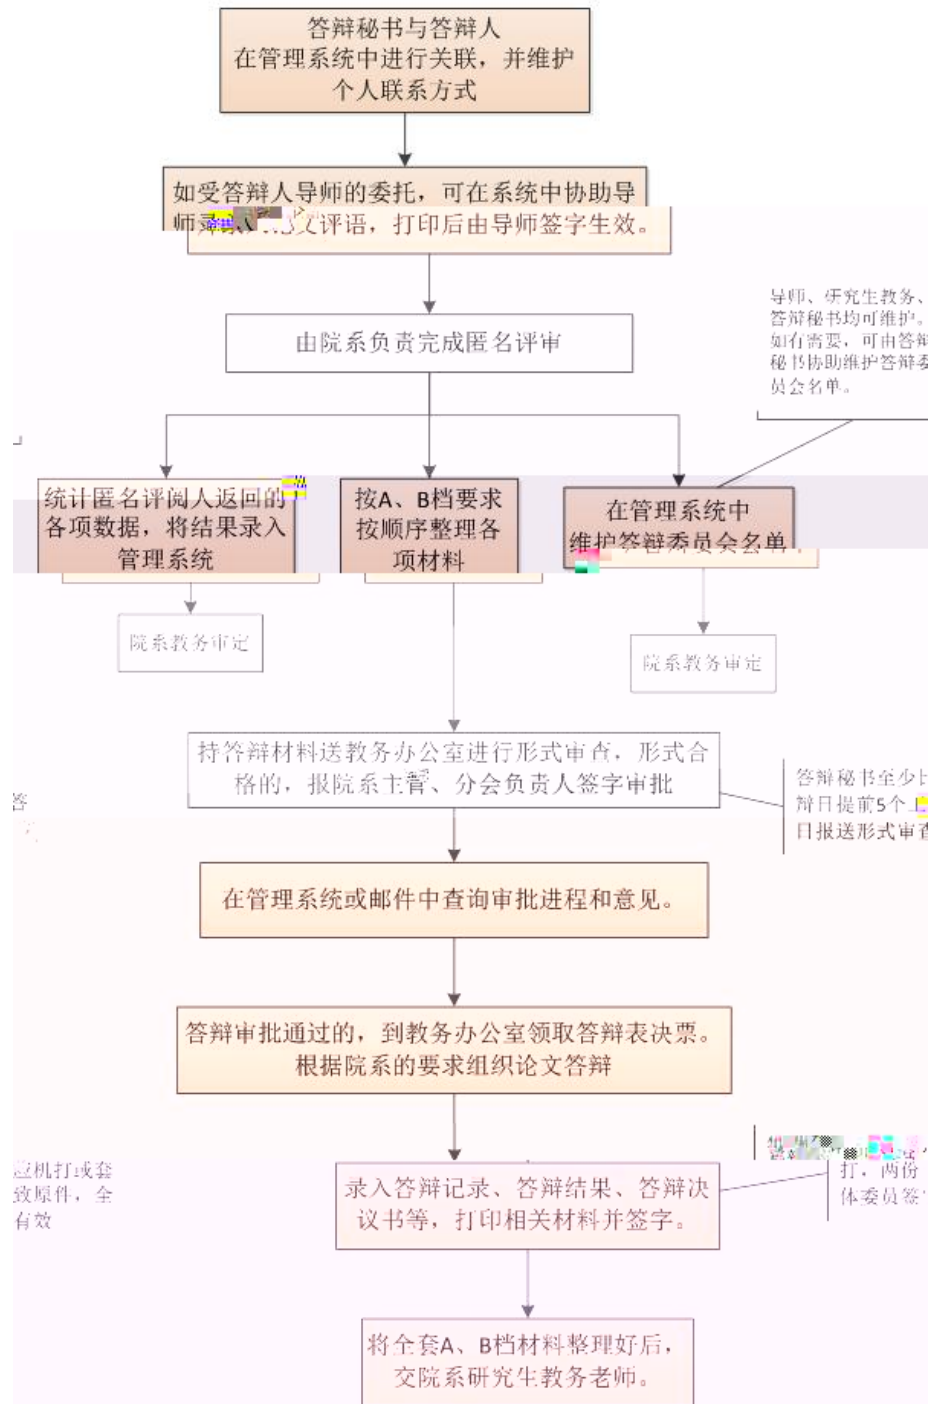 答辩秘书与答辩人
在管理系统中进行关联，并维护
个人联系方式
如受答辩人导师的委托，可在系统中协助导
师录
文评语，打印后由导师签字生效。
由院系负责完成匿名评审
导师、研究生教务、
答辩秘书均可维护。
如有需要，可由答辩
秘书协助维护答辩委
员会名单。
统计匿名评阅人返回的
各项数据，将结果录入
管理系统
按A、B档要求
按顺序整理各
项材料
在管理系统中
维护答辩委员会名单
院系教务审定
院系教务审定
持答辩材料送教务办公室进行形式审查，形式合
格的，报院系主管、分会负责人签字审批
答辩秘书至少比
辩日提前5个工
日报送形式审查
答
在管理系统或邮件中查询审批进程和意见。
答辩审批通过的，到教务办公室领取答辩表决票。
根据院系的要求组织论文答辩
应机打或套
致原件，全
有效
录入答辩记录、答辩结果、答辩决
议书等，打印相关材料并签字。
打，两份
体委员签
将全套A、B档材料整理好后，
交院系研究生教务老师。